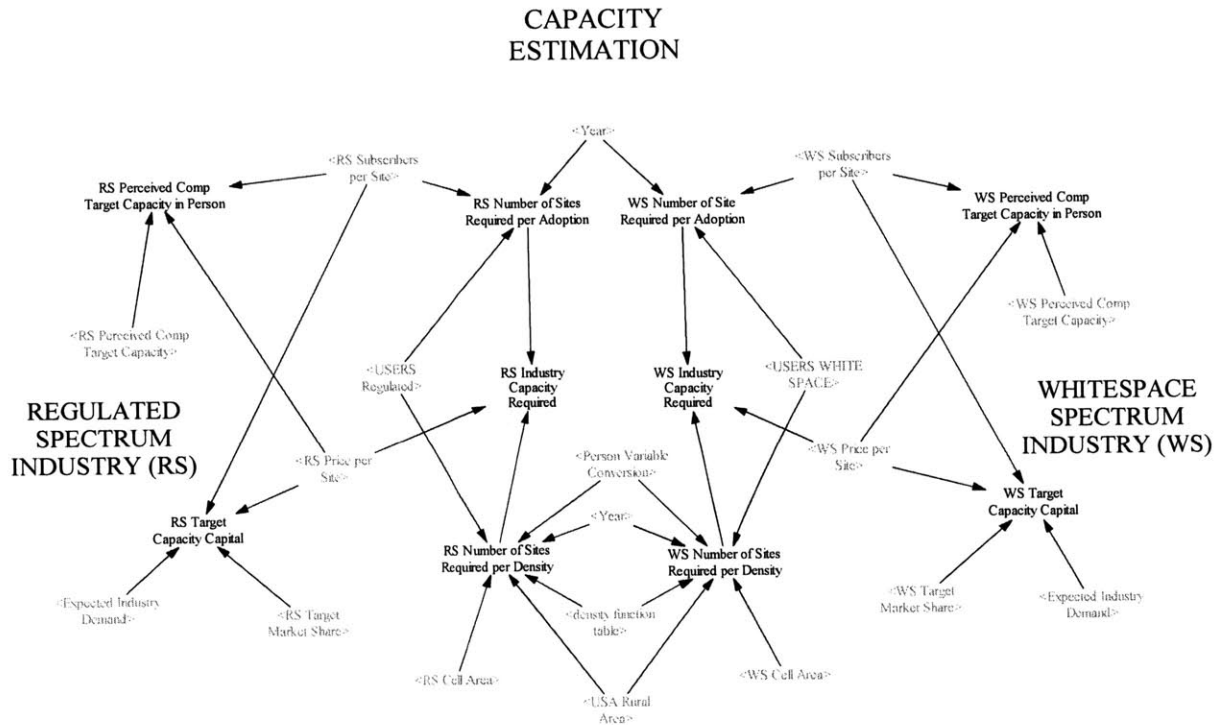 CAPACITY
ESTIMATION
<Year>
<RS Subscribers
per Site>
<WS Subscribers
per Site>
RS Perceived Comp
Target Capacity in Person
RS Number of Sites
Required per Adoption
WS Number of Site
Required per Adoption
WS Perceived Comp
Target Capacity in Person
<RS Perceived Comp
Target Capacity>
<WS Perceived Comp
Target Capacity>
<USERS
Regulated>
RS Industry
Capacity
Required
WS Industry
Capacity
Required
<USERS WHITE
SPACE>
REGULATED
SPECTRUM
INDUSTRY (RS)
WHITESPACE
SPECTRUM
INDUSTRY (WS)
<RS Price per
Site>
<Person Variable
Conversion>
<WS Price per
Site>
RS Target
Capacity Capital
<Year>
WS Target
Capacity Capital
RS Number of Sites
Required per Density
WS Number of Sites
Required per Density
<Expected Industry
Demand>
<RS Target
Market Share>
<density function
table>
<WS Target
Market Share>
<Expected Industry
Demand>
<RS Cell Area>
<WS Cell Area>
<USA Rural
Area>